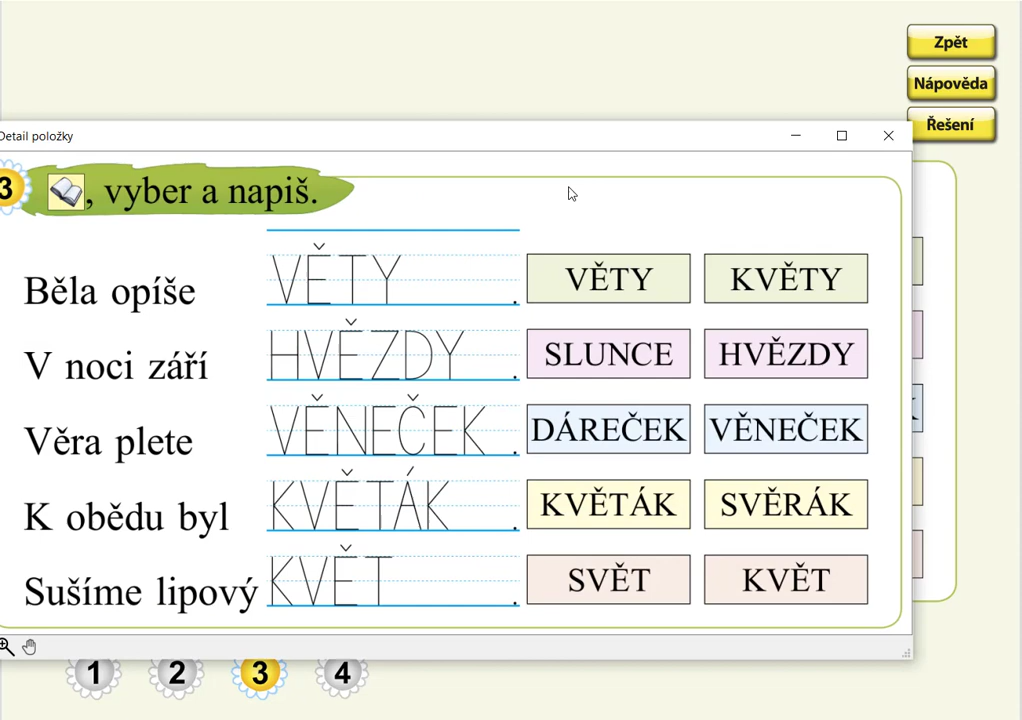 Zpět
Nápověda
Řešení
Detail položky
3 , vyber a napiš.
Běla opíše VĚTY . VĚTY KVĚTY
V noci září HVĚZDY . SLUNCE HVĚZDY
Věra plete VĚNEČEK . DÁREČEK VĚNEČEK
K obědu byl KVĚTÁK . KVĚTÁK SVĚRÁK
Sušíme lipový KVĚT . SVĚT KVĚT
1 2 3 4